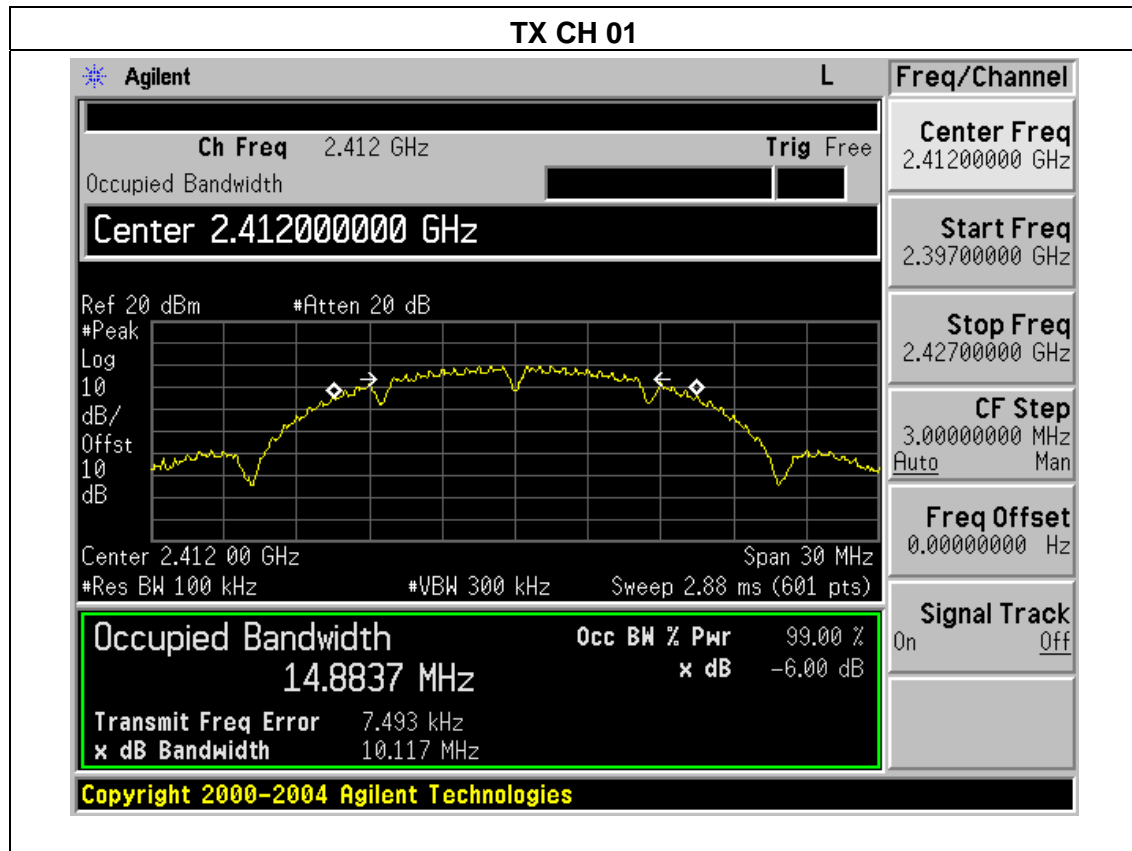 TX CH 01
Agilent L Freq/Channel
Ch Freq 2.412 GHz Trig Free
Occupied Bandwidth
Center 2.412000000 GHz
Ref 20 dBm #Atten 20 dB
#Peak
Log
10
dB/
Offst
10
dB
Center 2.412 00 GHz Span 30 MHz
#Res BW 100 kHz #VBW 300 kHz Sweep 2.88 ms (601 pts)
Occupied Bandwidth Occ BW % Pwr 99.00 %
14.8837 MHz x dB -6.00 dB
Transmit Freq Error 7.493 kHz
x dB Bandwidth 10.117 MHz
Copyright 2000-2004 Agilent Technologies
Center Freq
2.41200000 GHz
Start Freq
2.39700000 GHz
Stop Freq
2.42700000 GHz
CF Step
3.00000000 MHz
Auto Man
Freq Offset
0.00000000 Hz
Signal Track
On Off